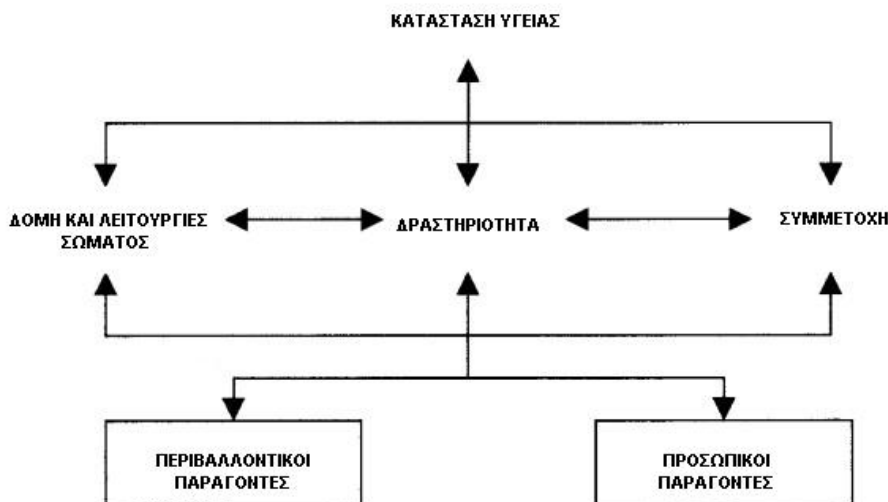 ΚΑΤΑΣΤΑΣΗ ΥΓΕΙΑΣ
ΔΟΜΗ ΚΑΙ ΛΕΙΤΟΥΡΓΙΕΣ
ΣΩΜΑΤΟΣ
ΔΡΑΣΤΗΡΙΟΤΗΤΑ
ΣΥΜΜΕΤΟΧΗ
ΠΕΡΙΒΑΛΛΟΝΤΙΚΟΙ
ΠΑΡΑΓΟΝΤΕΣ
ΠΡΟΣΩΠΙΚΟΙ
ΠΑΡΑΓΟΝΤΕΣ